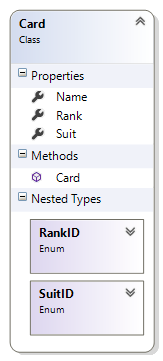 Card
Class
Properties
Name
Rank
Suit
Methods
Card
Nested Types
RankID
Enum
SuitID
Enum